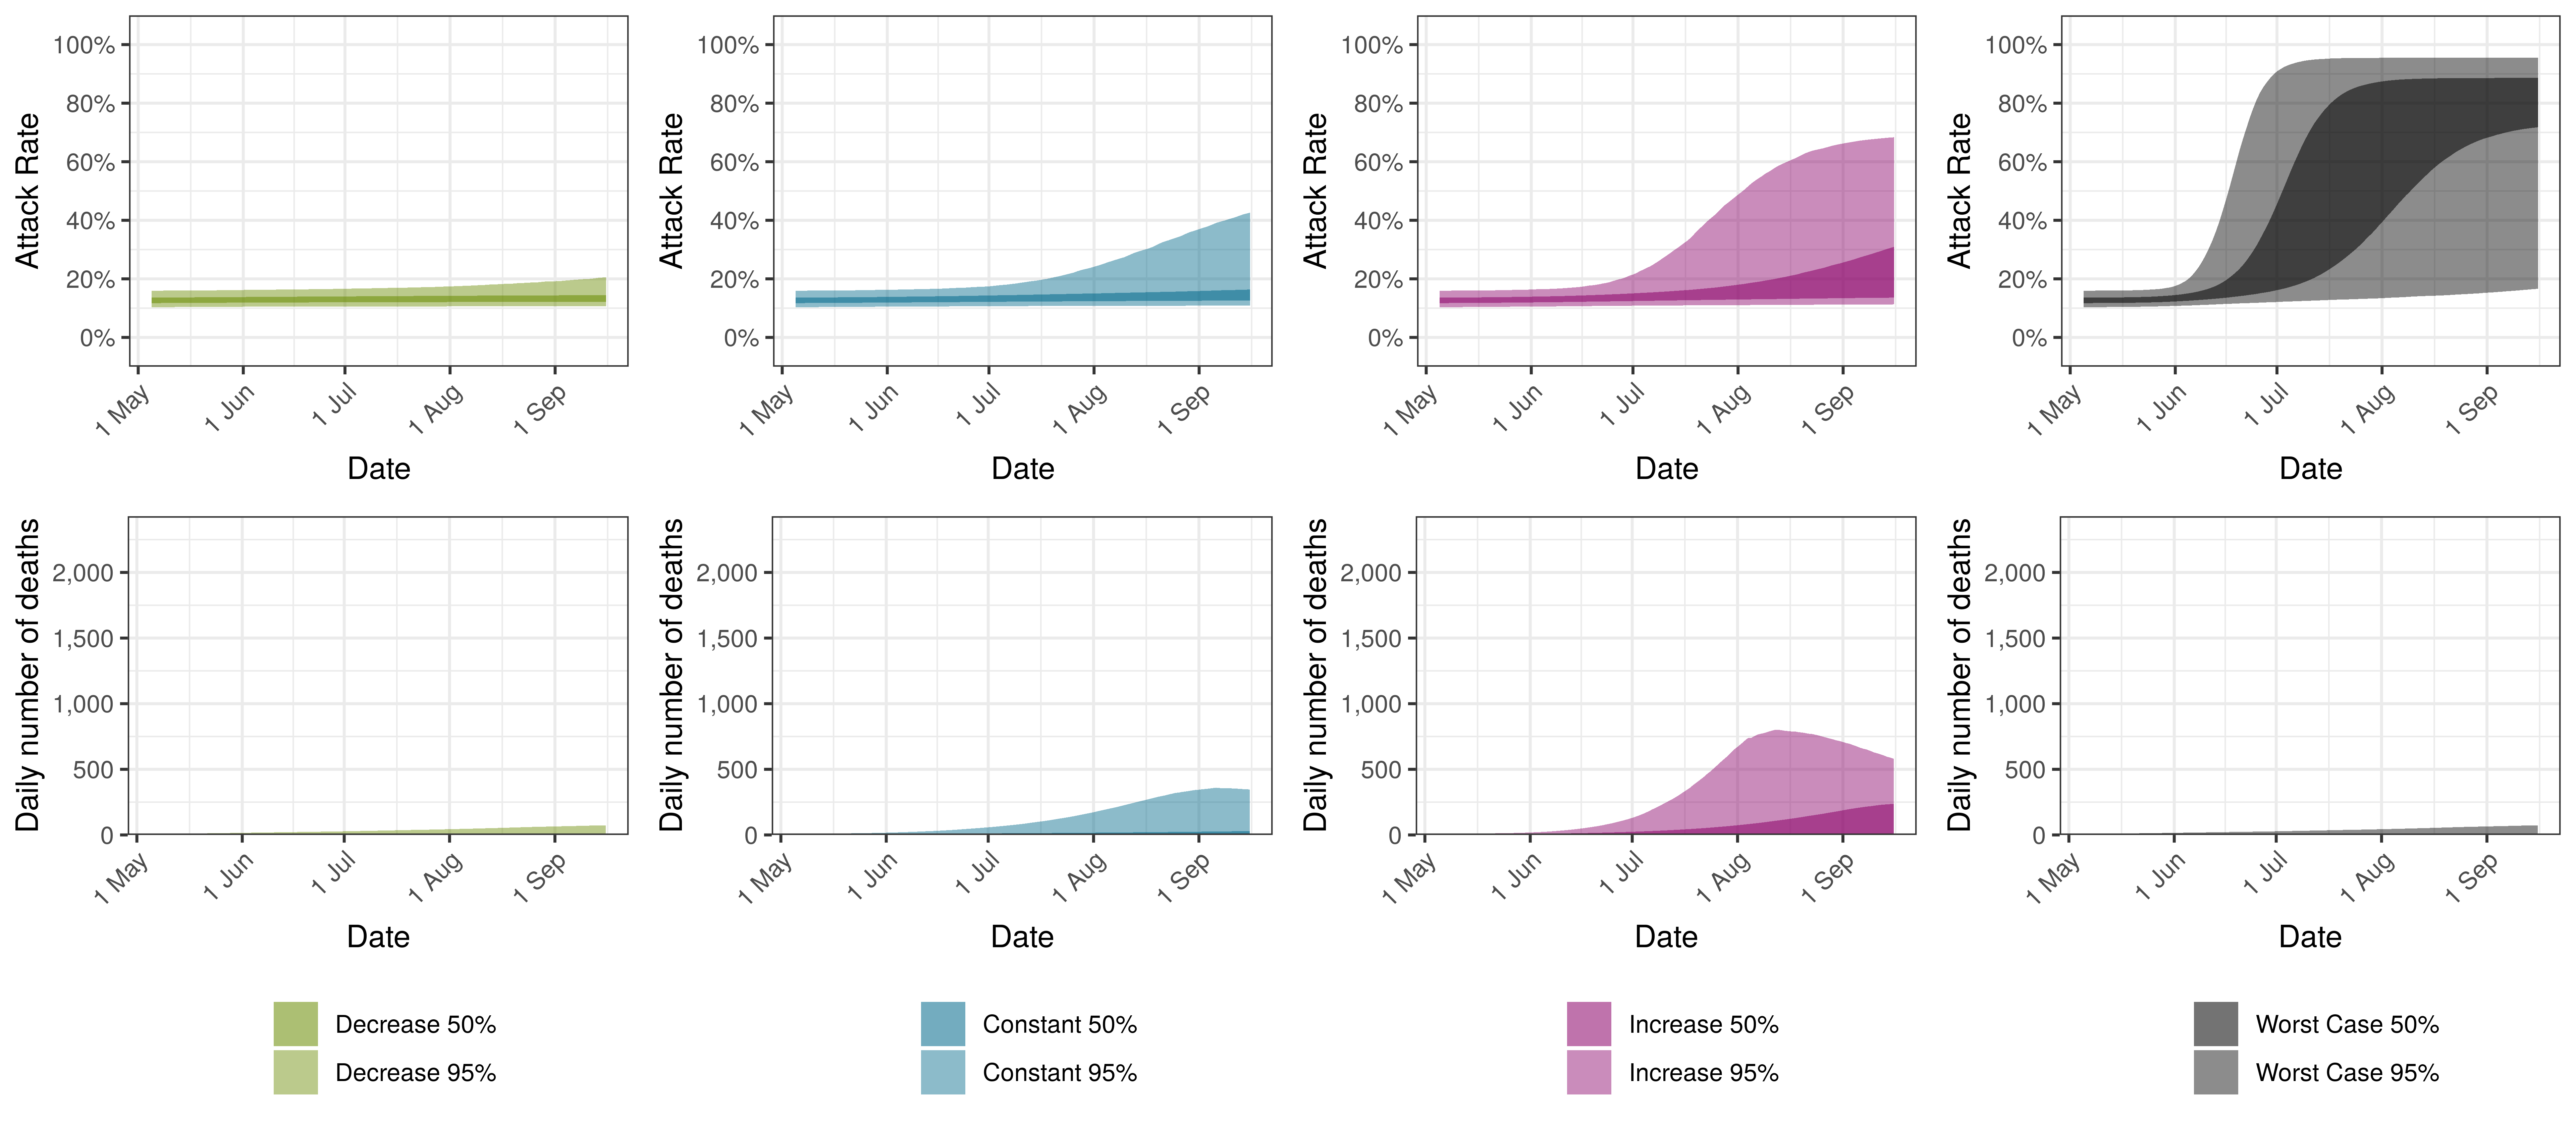 Attack Rate
100%
80%
60%
40%
20%
0%
1 May
1 Jun
1 Jul
1 Aug
1 Sep
Date
Attack Rate
100%
80%
60%
40%
20%
0%
1 May
1 Jun
1 Jul
1 Aug
1 Sep
Date
Attack Rate
100%
80%
60%
40%
20%
0%
1 May
1 Jun
1 Jul
1 Aug
1 Sep
Date
Attack Rate
100%
80%
60%
40%
20%
0%
1 May
1 Jun
1 Jul
1 Aug
1 Sep
Date
Daily number of deaths
2,000
1,500
1,000
500
0
1 May
1 Jun
1 Jul
1 Aug
1 Sep
Date
Daily number of deaths
2,000
1,500
1,000
500
0
1 May
1 Jun
1 Jul
1 Aug
1 Sep
Date
Daily number of deaths
2,000
1,500
1,000
500
0
1 May
1 Jun
1 Jul
1 Aug
1 Sep
Date
Daily number of deaths
2,000
1,500
1,000
500
0
1 May
1 Jun
1 Jul
1 Aug
1 Sep
Date
Decrease 50%
Decrease 95%
Constant 50%
Constant 95%
Increase 50%
Increase 95%
Worst Case 50%
Worst Case 95%